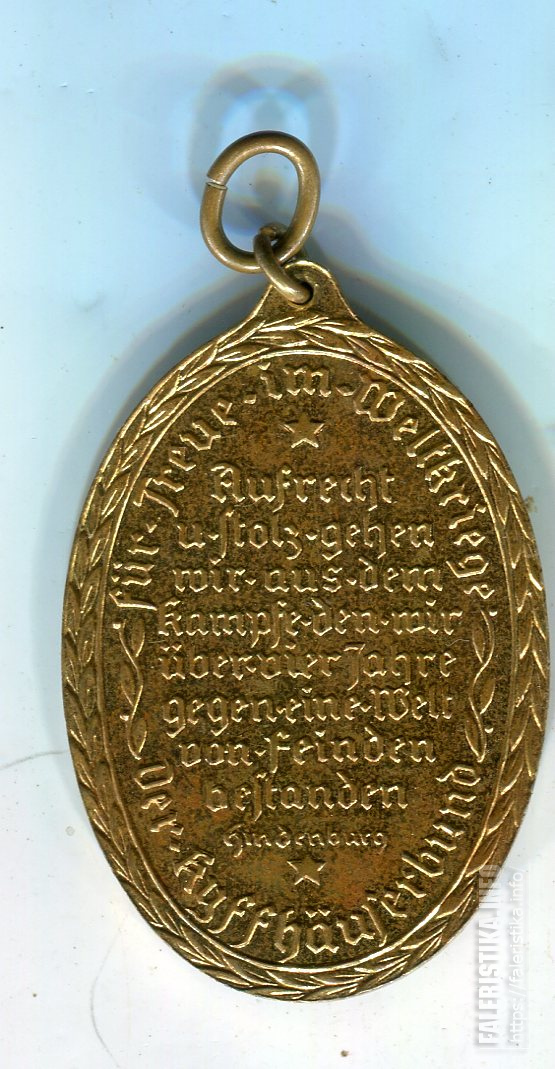 für·Treue·im·Weltkriege
Aufrecht
u·stolz·gehen
wir·aus·dem
Kampfe·den·wir
über·vier Jahre
gegen·eine·Welt
von·Feinden
bestanden
Hindenburg
Der·Kyffhäuserbund
FALERISTIKA.INFO
https://faleristika.info